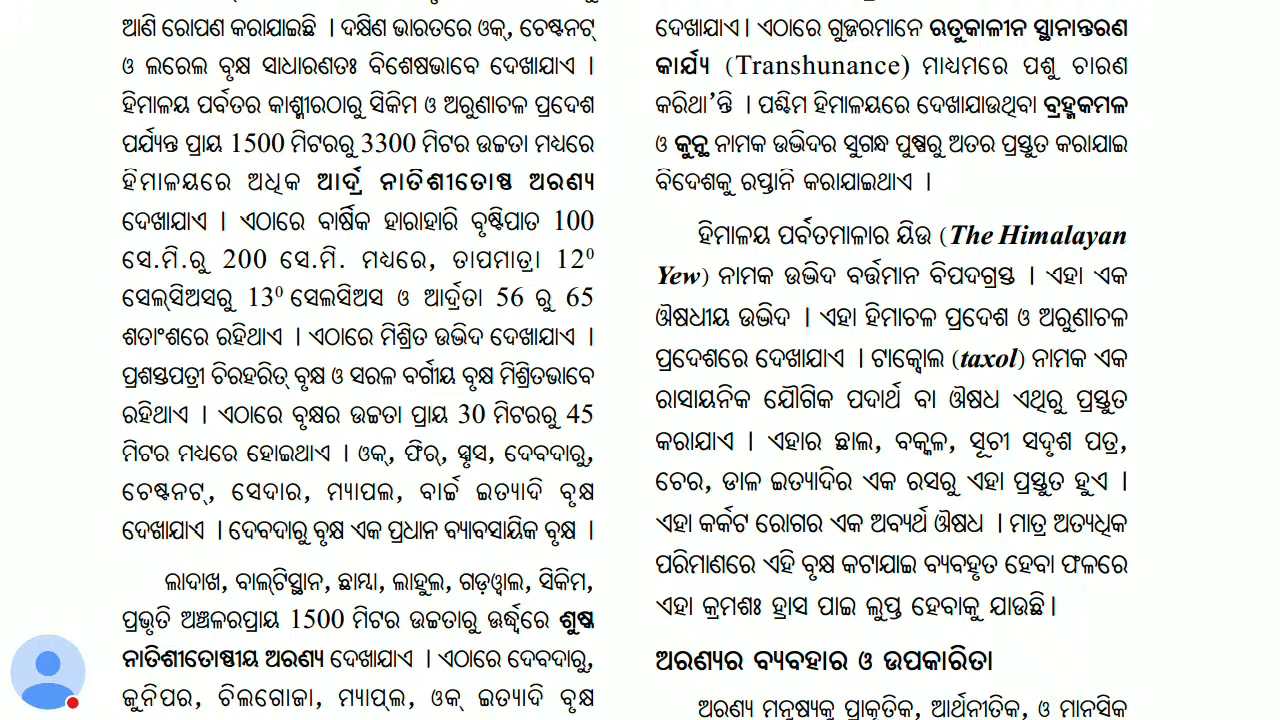 ଆଣି ରୋପଣ କରାଯାଇଛି । ଦକ୍ଷିଣ ଭାରତରେ ଓକ୍, ଚେଷ୍ଟନଟ୍
ଓ ଲରେଲ ବୃକ୍ଷ ସାଧାରଣତଃ ବିଶେଷଭାବେ ଦେଖାଯାଏ ।
ହିମାଳୟ ପର୍ବତର କାଶ୍ମୀରଠାରୁ ସିକିମ ଓ ଅରୁଣାଚଳ ପ୍ରଦେଶ
ପର୍ଯ୍ୟନ୍ତ ପ୍ରାୟ 1500 ମିଟରରୁ 3300 ମିଟର ଉଚ୍ଚତା ମଧ୍ୟରେ
ହିମାଳୟରେ ଅଧିକ ଆର୍ଦ୍ର ନାତିଶୀତୋଷ୍ଣ ଅରଣ୍ୟ
ଦେଖାଯାଏ । ଏଠାରେ ବାର୍ଷିକ ହାରାହାରି ବୃଷ୍ଟିପାତ 100
ସେ.ମି.ରୁ 200 ସେ.ମି. ମଧ୍ୟରେ, ତାପମାତ୍ରା 12⁰
ସେଲ୍‌ସିଅସରୁ 13⁰ ସେଲସିଅସ ଓ ଆର୍ଦ୍ରତା 56 ରୁ 65
ଶତାଂଶରେ ରହିଥାଏ । ଏଠାରେ ମିଶ୍ରିତ ଉଦ୍ଭିଦ ଦେଖାଯାଏ ।
ପ୍ରଶସ୍ତପତ୍ରୀ ଚିରହରିତ୍ ବୃକ୍ଷ ଓ ସରଳ ବର୍ଗୀୟ ବୃକ୍ଷ ମିଶ୍ରିତଭାବେ
ରହିଥାଏ । ଏଠାରେ ବୃକ୍ଷର ଉଚ୍ଚତା ପ୍ରାୟ 30 ମିଟରରୁ 45
ମିଟର ମଧ୍ୟରେ ହୋଇଥାଏ । ଓକ୍, ଫିର୍, ସ୍ପ୍ରୁସ, ଦେବଦାରୁ,
ଚେଷ୍ଟନଟ୍, ସେଦାର, ମ୍ୟାପଲ, ବାର୍ଚ୍ଚ ଇତ୍ୟାଦି ବୃକ୍ଷ
ଦେଖାଯାଏ । ଦେବଦାରୁ ବୃକ୍ଷ ଏକ ପ୍ରଧାନ ବ୍ୟାବସାୟିକ ବୃକ୍ଷ ।
ଲାଦାଖ, ବାଲ୍‌ଟିସ୍ଥାନ, ଛାମ୍ୟା, ଲାହୁଲ, ଗଡ଼ୱାଲ, ସିକିମ,
ପ୍ରଭୃତି ଅଞ୍ଚଳରପ୍ରାୟ 1500 ମିଟର ଉଚ୍ଚତାରୁ ଊର୍ଦ୍ଧ୍ୱରେ ଶୁଷ୍କ
ନାତିଶୀତୋଷ୍ଣୀୟ ଅରଣ୍ୟ ଦେଖାଯାଏ । ଏଠାରେ ଦେବଦାରୁ,
ଜୁନିପର, ଚିଲଗୋଜା, ମ୍ୟାପ୍‌ଲ, ଓକ୍ ଇତ୍ୟାଦି ବୃକ୍ଷ
ଦେଖାଯାଏ। ଏଠାରେ ଗୁଜରମାନେ ଋତୁକାଳୀନ ସ୍ଥାନାନ୍ତରଣ
କାର୍ଯ୍ୟ (Transhunance) ମାଧ୍ୟମରେ ପଶୁ ଚାରଣ
କରିଥା'ନ୍ତି । ପଶ୍ଚିମ ହିମାଳୟରେ ଦେଖାଯାଉଥିବା ବ୍ରହ୍ମକମଳ
ଓ କୁନ୍ଥ ନାମକ ଉଦ୍ଭିଦର ସୁଗନ୍ଧ ପୁଷ୍ପରୁ ଅତର ପ୍ରସ୍ତୁତ କରାଯାଇ
ବିଦେଶକୁ ରପ୍ତାନି କରାଯାଇଥାଏ ।
ହିମାଳୟ ପର୍ବତମାଳାର ୟିଉ (The Himalayan
Yew) ନାମକ ଉଦ୍ଭିଦ ବର୍ତ୍ତମାନ ବିପଦଗ୍ରସ୍ତ । ଏହା ଏକ
ଔଷଧୀୟ ଉଦ୍ଭିଦ । ଏହା ହିମାଚଳ ପ୍ରଦେଶ ଓ ଅରୁଣାଚଳ
ପ୍ରଦେଶରେ ଦେଖାଯାଏ । ଟାକ୍ସୋଲ (taxol) ନାମକ ଏକ
ରାସାୟନିକ ଯୌଗିକ ପଦାର୍ଥ ବା ଔଷଧ ଏଥିରୁ ପ୍ରସ୍ତୁତ
କରାଯାଏ । ଏହାର ଛାଲ, ବକ୍କଳ, ସୂଚୀ ସଦୃଶ ପତ୍ର,
ଚେର, ଡାଳ ଇତ୍ୟାଦିର ଏକ ରସରୁ ଏହା ପ୍ରସ୍ତୁତ ହୁଏ ।
ଏହା କର୍କଟ ରୋଗର ଏକ ଅବ୍ୟର୍ଥ ଔଷଧ । ମାତ୍ର ଅତ୍ୟଧିକ
ପରିମାଣରେ ଏହି ବୃକ୍ଷ କଟାଯାଇ ବ୍ୟବହୃତ ହେବା ଫଳରେ
ଏହା କ୍ରମଶଃ ହ୍ରାସ ପାଇ ଲୁପ୍ତ ହେବାକୁ ଯାଉଛି।
ଅରଣ୍ୟର ବ୍ୟବହାର ଓ ଉପକାରିତା
ଅରଣ୍ୟ ମନୁଷ୍ୟକୁ ପ୍ରାକୃତିକ, ଆର୍ଥନୀତିକ, ଓ ମାନସିକ